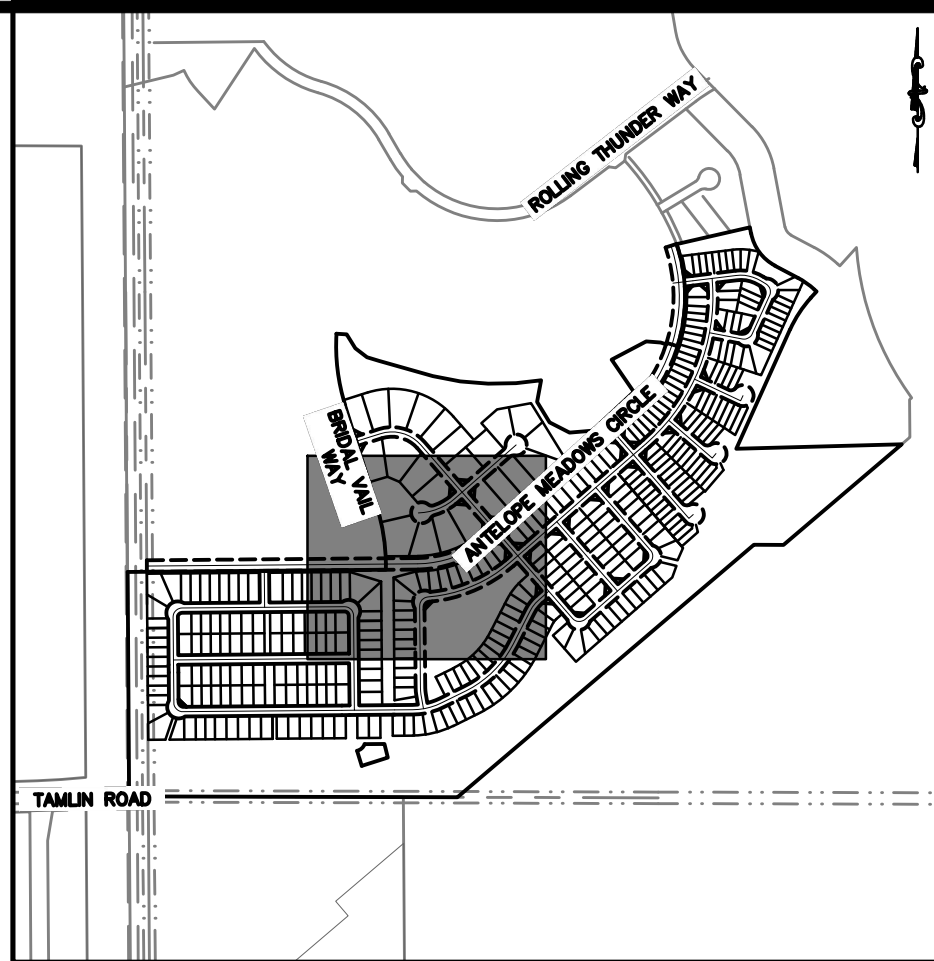 ROLLING THUNDER WAY
BRIDAL VAIL
WAY
ANTELOPE MEADOWS CIRCLE
TAMLIN ROAD